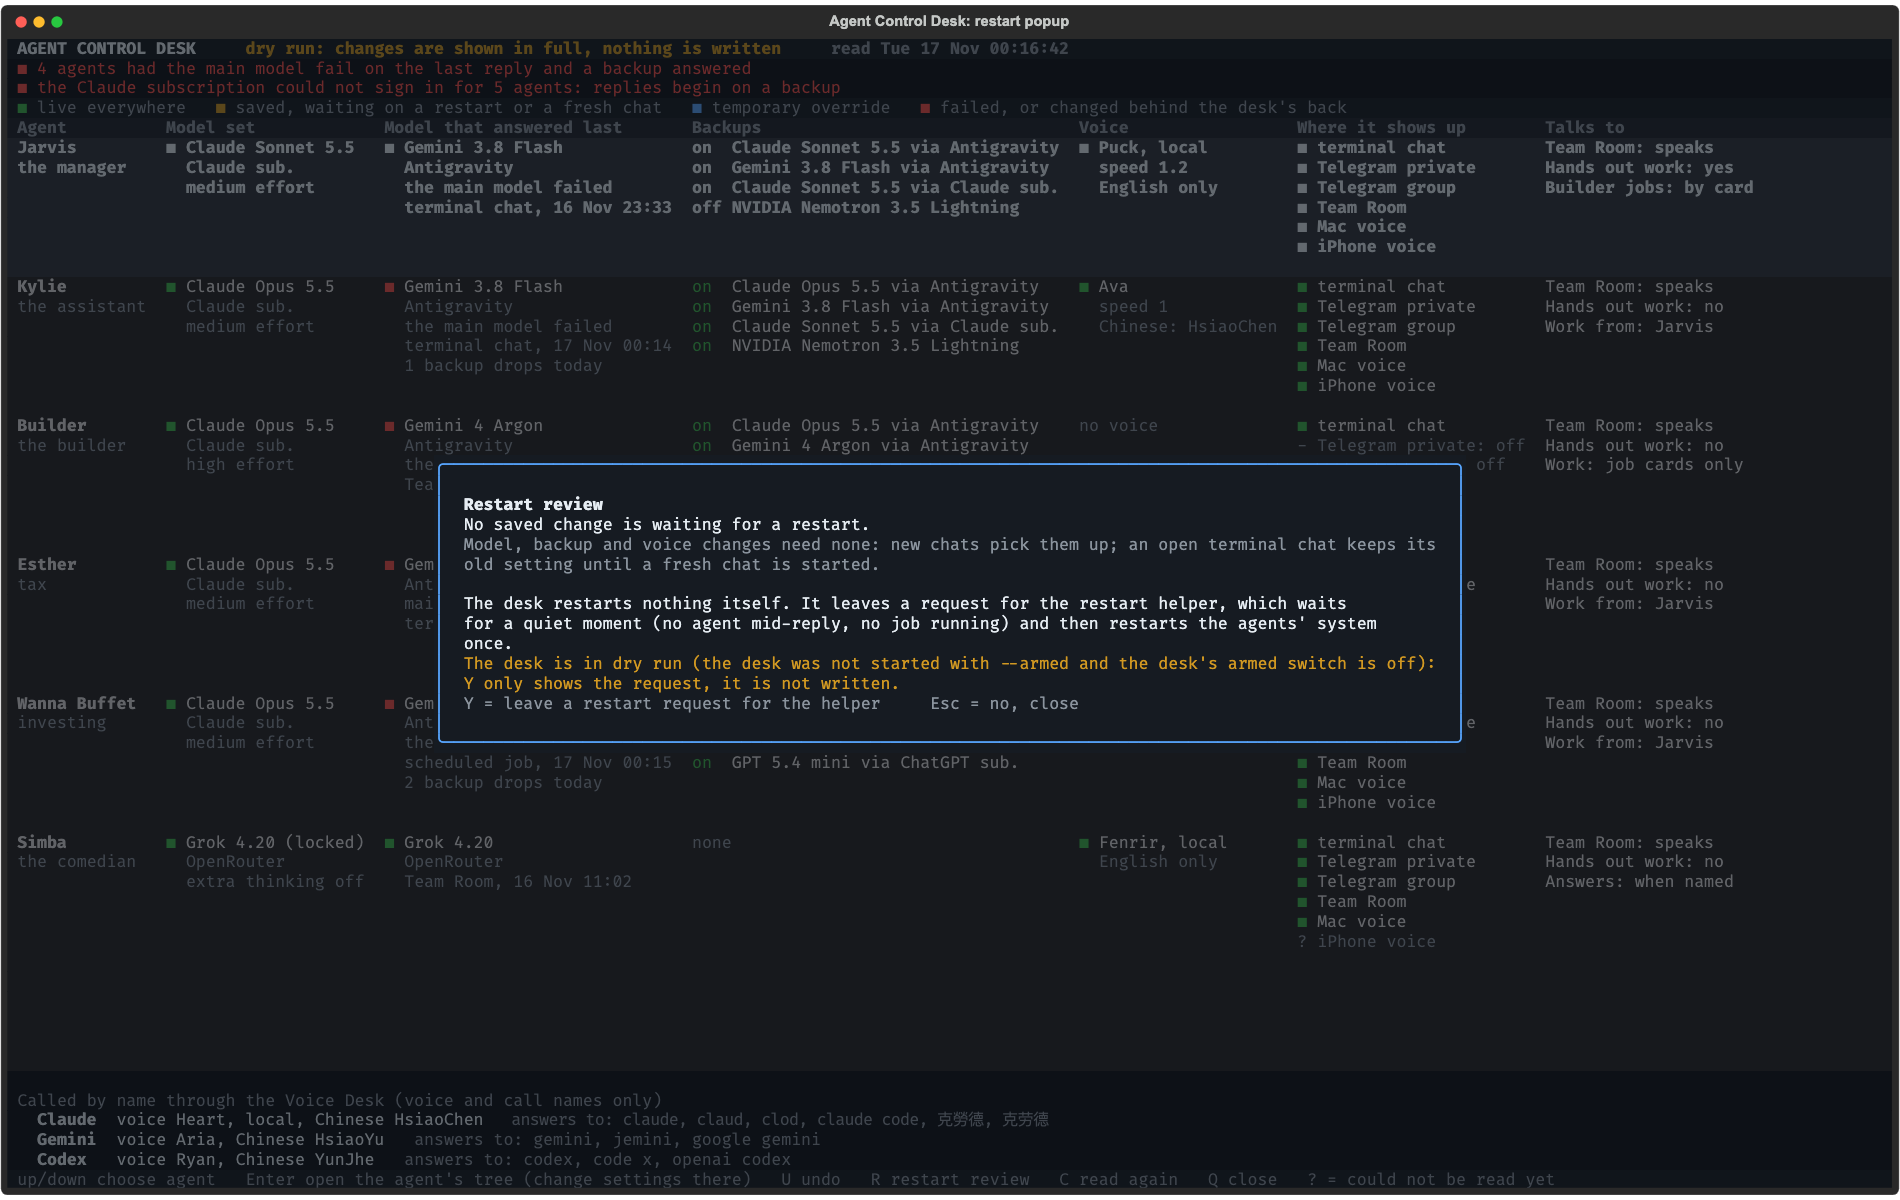 Agent Control Desk: restart popup
AGENT CONTROL DESK     dry run: changes are shown in full, nothing is written     read Tue 17 Nov 00:16:42
4 agents had the main model fail on the last reply and a backup answered
the Claude subscription could not sign in for 5 agents: replies begin on a backup
live everywhere   saved, waiting on a restart or a fresh chat   temporary override   failed, or changed behind the desk's back
Agent   Model set   Model that answered last   Backups   Voice   Where it shows up   Talks to
Jarvis   Claude Sonnet 5.5   Gemini 3.8 Flash   on  Claude Sonnet 5.5 via Antigravity   Puck, local   terminal chat   Team Room: speaks
the manager   Claude sub.   Antigravity   on  Gemini 3.8 Flash via Antigravity   speed 1.2   Telegram private   Hands out work: yes
medium effort   the main model failed   on  Claude Sonnet 5.5 via Claude sub.   English only   Telegram group   Builder jobs: by card
terminal chat, 16 Nov 23:33   off NVIDIA Nemotron 3.5 Lightning   Team Room
Mac voice
iPhone voice
Kylie   Claude Opus 5.5   Gemini 3.8 Flash   on  Claude Opus 5.5 via Antigravity   Ava   terminal chat   Team Room: speaks
the assistant   Claude sub.   Antigravity   on  Gemini 3.8 Flash via Antigravity   speed 1   Telegram private   Hands out work: no
medium effort   the main model failed   on  Claude Sonnet 5.5 via Claude sub.   Chinese: HsiaoChen   Telegram group   Work from: Jarvis
terminal chat, 17 Nov 00:14   on  NVIDIA Nemotron 3.5 Lightning   Team Room
1 backup drops today   Mac voice
iPhone voice
Builder   Claude Opus 5.5   Gemini 4 Argon   on  Claude Opus 5.5 via Antigravity   no voice   terminal chat   Team Room: speaks
the builder   Claude sub.   Antigravity   on  Gemini 4 Argon via Antigravity   - Telegram private: off   Hands out work: no
high effort   the   off   Work: job cards only
Tea
Restart review
No saved change is waiting for a restart.
Model, backup and voice changes need none: new chats pick them up; an open terminal chat keeps its
old setting until a fresh chat is started.
The desk restarts nothing itself. It leaves a request for the restart helper, which waits
for a quiet moment (no agent mid-reply, no job running) and then restarts the agents' system
once.
The desk is in dry run (the desk was not started with --armed and the desk's armed switch is off):
Y only shows the request, it is not written.
Y = leave a restart request for the helper     Esc = no, close
Esther   Claude Opus 5.5   Gem   Team Room: speaks
tax   Claude sub.   Ant   e   Hands out work: no
medium effort   mai   Work from: Jarvis
ter
Wanna Buffet   Claude Opus 5.5   Gem   Team Room: speaks
investing   Claude sub.   Ant   e   Hands out work: no
medium effort   the   Work from: Jarvis
scheduled job, 17 Nov 00:15   on  GPT 5.4 mini via ChatGPT sub.   Team Room
2 backup drops today   Mac voice
iPhone voice
Simba   Grok 4.20 (locked)   Grok 4.20   none   Fenrir, local   terminal chat   Team Room: speaks
the comedian   OpenRouter   OpenRouter   English only   Telegram private   Hands out work: no
extra thinking off   Team Room, 16 Nov 11:02   Telegram group   Answers: when named
Team Room
Mac voice
? iPhone voice
Called by name through the Voice Desk (voice and call names only)
Claude  voice Heart, local, Chinese HsiaoChen   answers to: claude, claud, clod, claude code, 克勞德, 克劳德
Gemini  voice Aria, Chinese HsiaoYu   answers to: gemini, jemini, google gemini
Codex   voice Ryan, Chinese YunJhe   answers to: codex, code x, openai codex
up/down choose agent   Enter open the agent's tree (change settings there)   U undo   R restart review   C read again   Q close   ? = could not be read yet